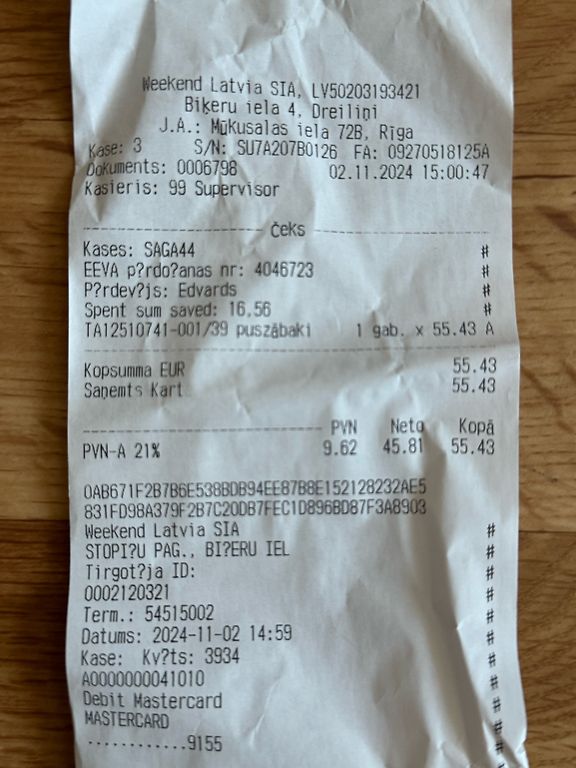 Weekend Latvia SIA, LV50203193421
Biķeru iela 4, Dreiliņi
J.A.: Mūkusalas iela 72B, Rīga
Kase: 3 S/N: SU7A207B0126 FA: 09270518125A
Dokuments: 0006798 02.11.2024 15:00:47
Kasieris: 99 Supervisor
Čeks
Kases: SAGA44 #
EEVA p?rdo?anas nr: 4046723 #
P?rdev?js: Edvards #
Spent sum saved: 16,56 #
TA12510741-001/39 puszābaki 1 gab. x 55.43 A
Kopsumma EUR 55.43
Saņemts Kart 55.43
PVN Neto Kopā
PVN-A 21% 9.62 45.81 55.43
0AB671F2B7B6E538BDB94EE87B8E152128232AE5
831FD98A379F2B7C20DB7FEC1D896BD87F3A8903
Weekend Latvia SIA #
STOPI?U PAG., BI?ERU IEL #
Tirgot?ja ID: #
0002120321 #
Term.: 54515002 #
Datums: 2024-11-02 14:59 #
Kase: Kv?ts: 3934 #
A0000000041010 #
Debit Mastercard #
MASTERCARD #
............9155 #
#